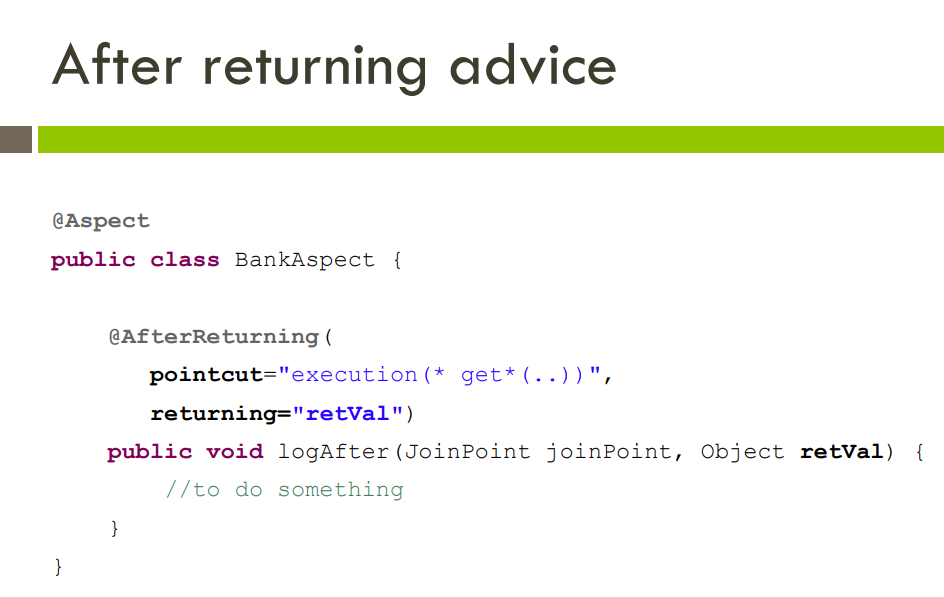 After returning advice
@Aspect
public class BankAspect {
@AfterReturning(
pointcut="execution(* get*(..))",
returning="retVal")
public void logAfter(JoinPoint joinPoint, Object retVal) {
//to do something
}
}